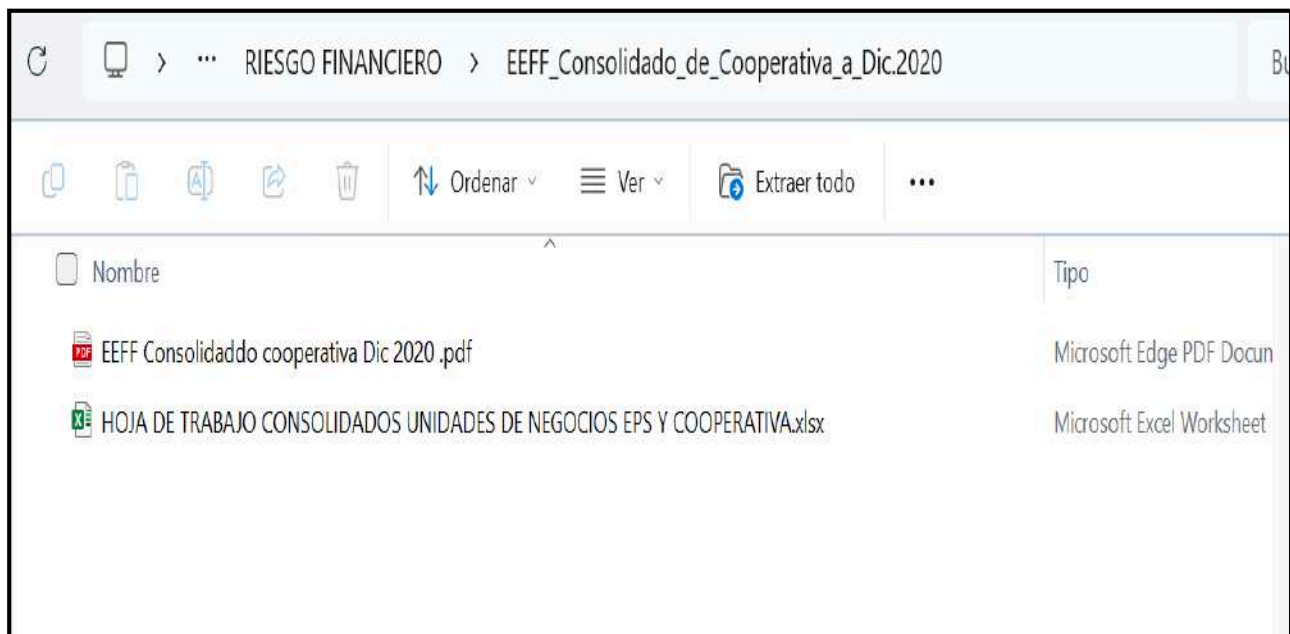 > ... RIESGO FINANCIERO > EEFF_Consolidado_de_Cooperativa_a_Dic.2020 Bu
Ordenar Ver Extraer todo ...
Nombre Tipo
EEFF Consolidaddo cooperativa Dic 2020 .pdf Microsoft Edge PDF Docun
HOJA DE TRABAJO CONSOLIDADOS UNIDADES DE NEGOCIOS EPS Y COOPERATIVA.xlsx Microsoft Excel Worksheet